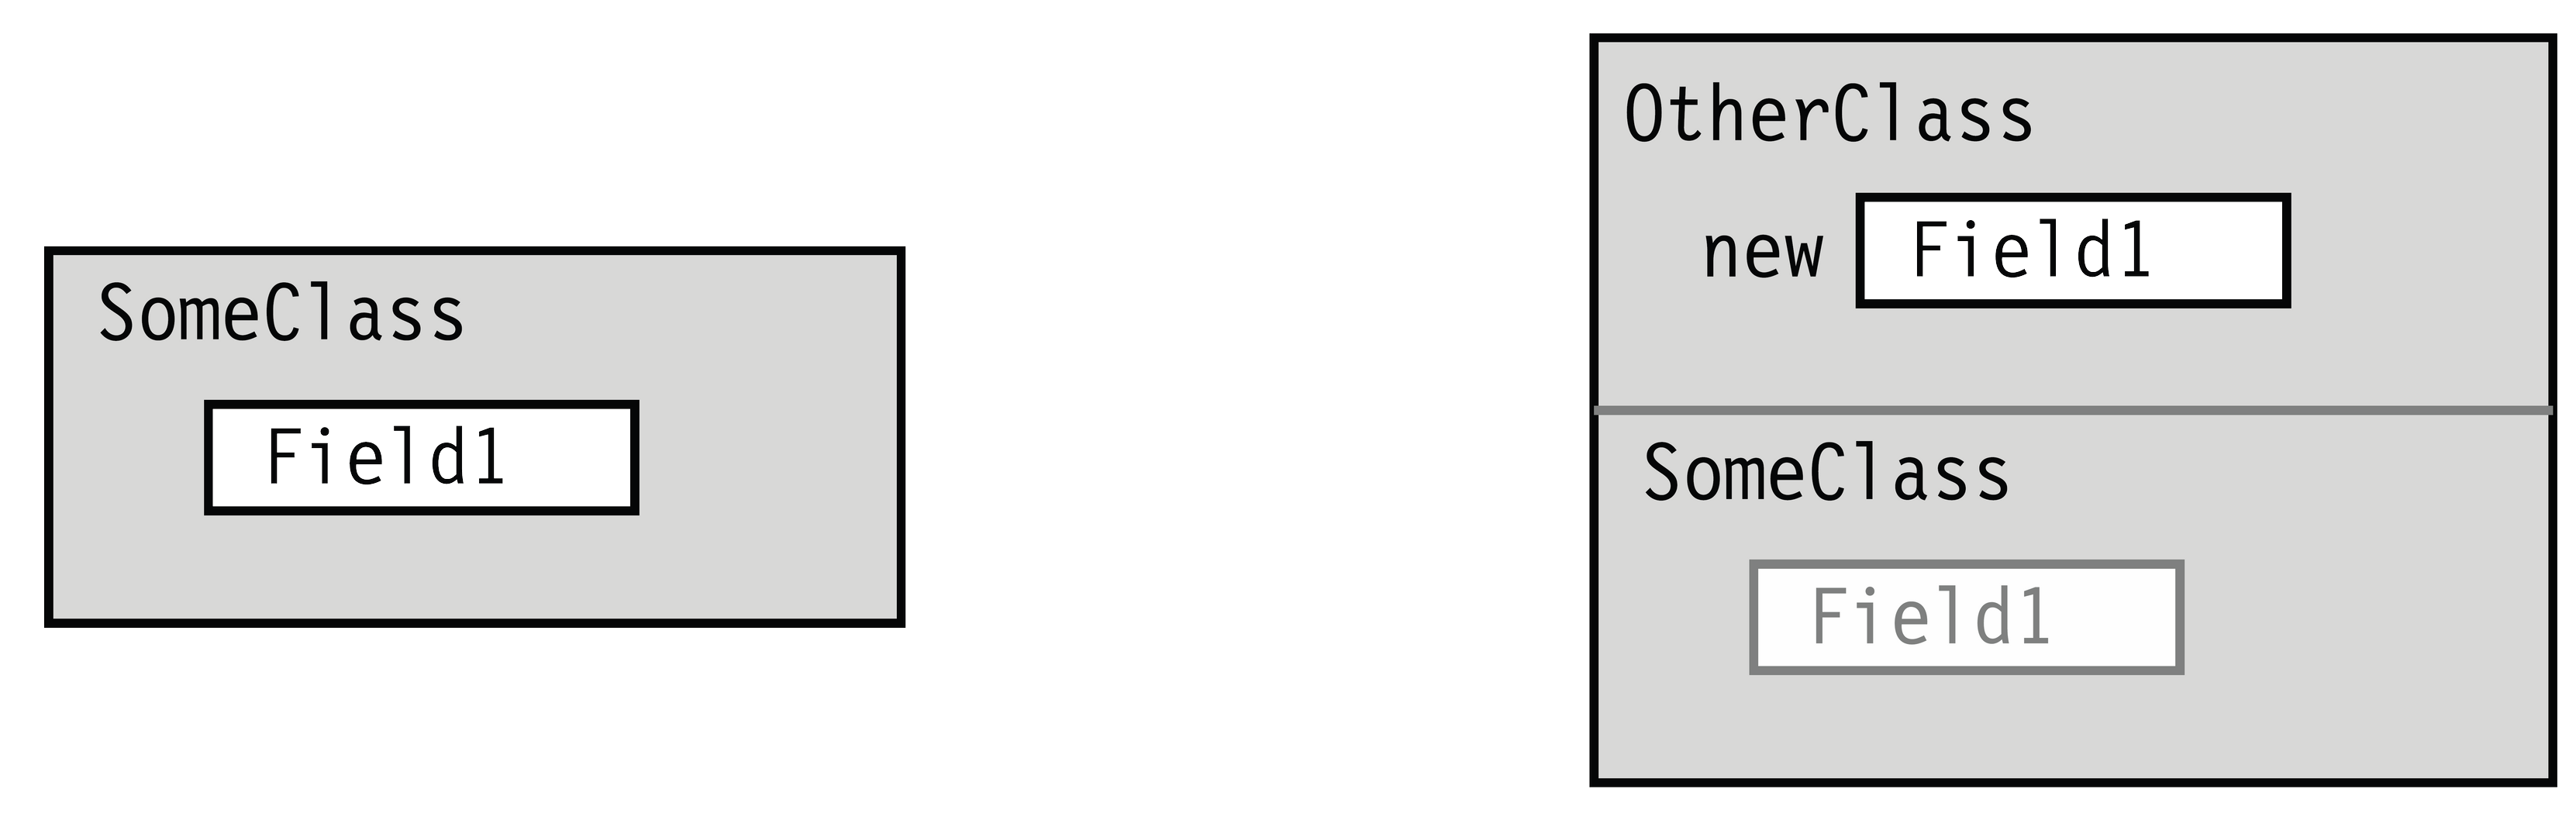 SomeClass
Field1
OtherClass
new Field1
SomeClass
Field1